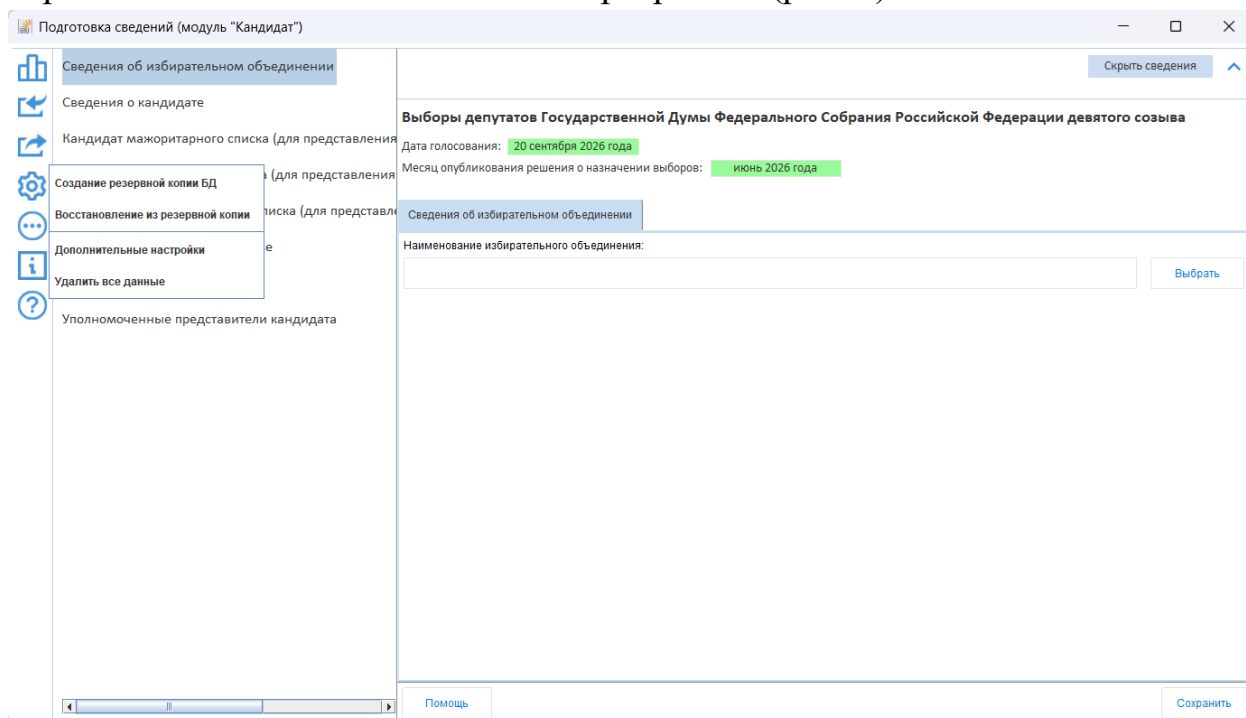 Подготовка сведений (модуль "Кандидат")
Сведения об избирательном объединении
Сведения о кандидате
Кандидат мажоритарного списка (для представления
(для представления
писка (для представле
е
Уполномоченные представители кандидата
Создание резервной копии БД
Восстановление из резервной копии
Дополнительные настройки
Удалить все данные
Скрыть сведения
Выборы депутатов Государственной Думы Федерального Собрания Российской Федерации девятого созыва
Дата голосования: 20 сентября 2026 года
Месяц опубликования решения о назначении выборов: июнь 2026 года
Сведения об избирательном объединении
Наименование избирательного объединения:
Выбрать
Помощь
Сохранить